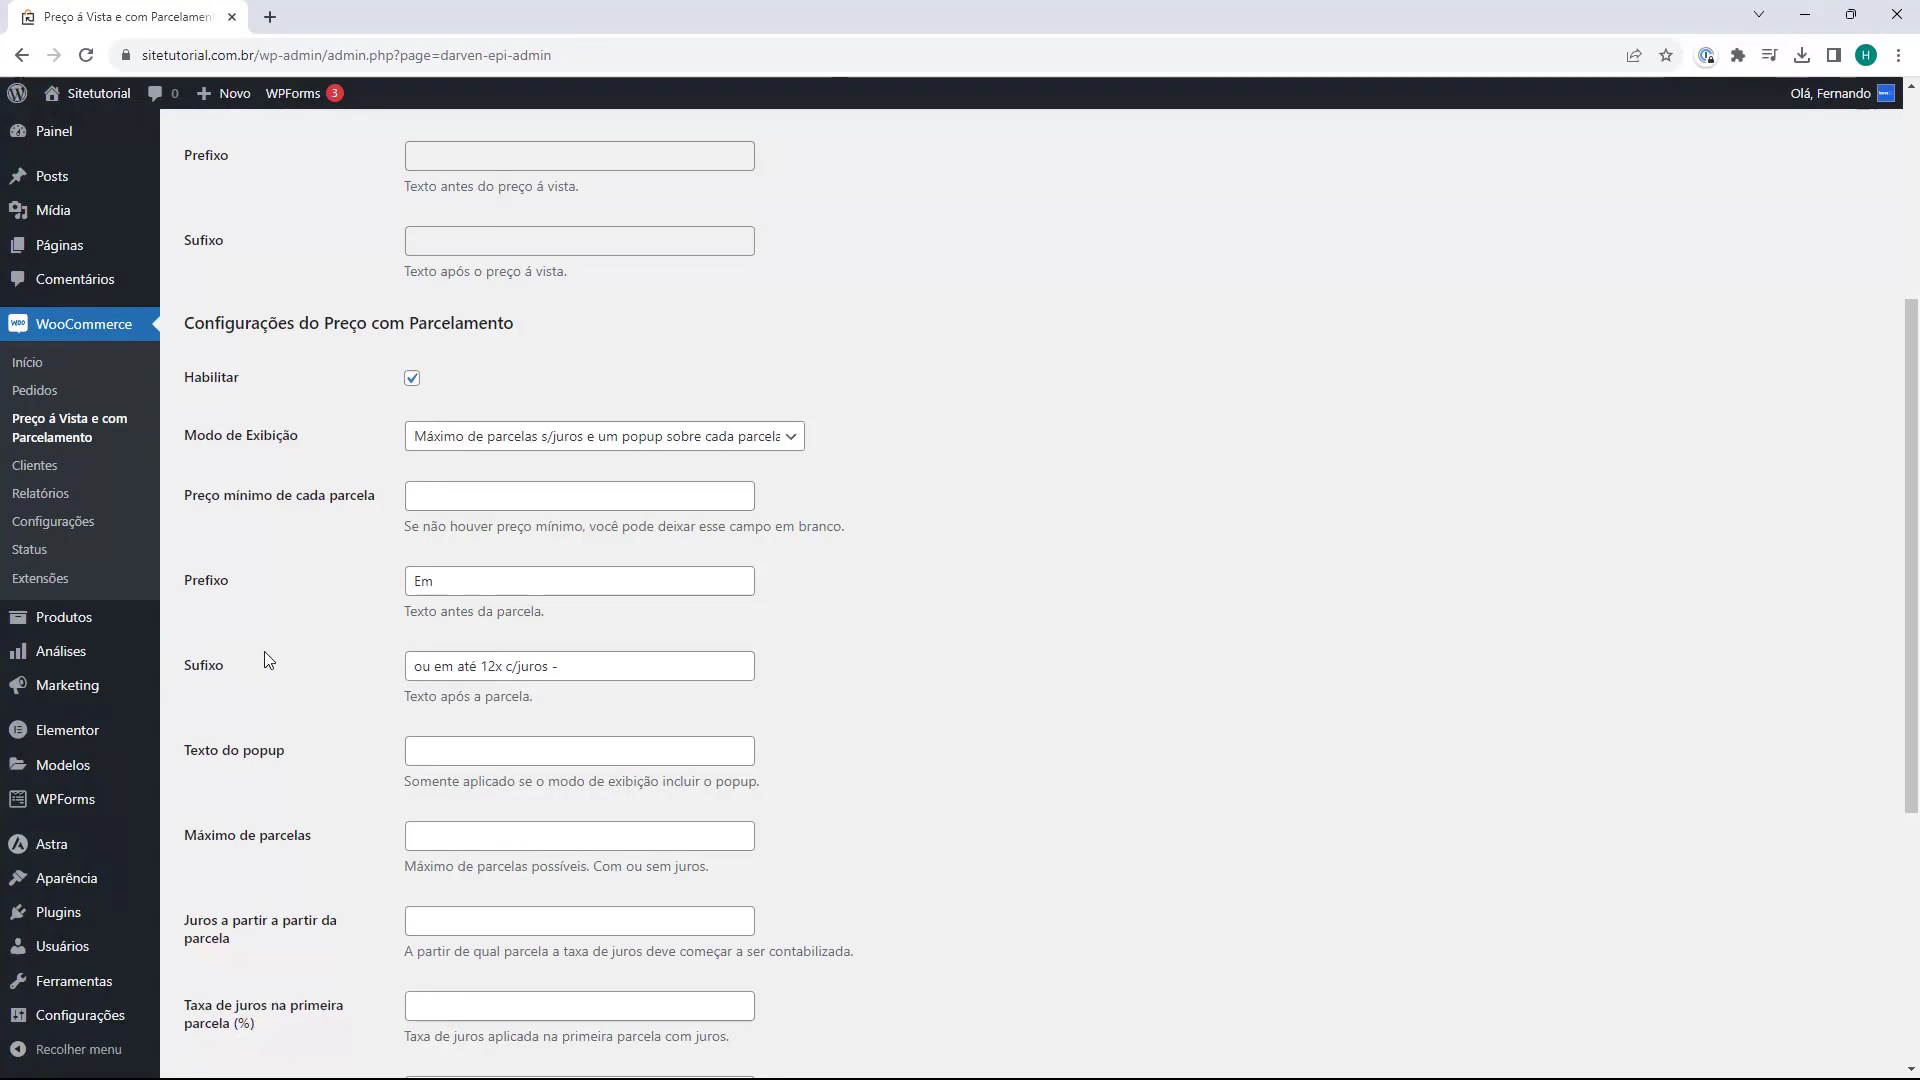 Preço á Vista e com Parcelamen
sitetutorial.com.br/wp-admin/admin.php?page=darven-epi-admin
H
Sitetutorial
0
Novo
WPForms
3
Olá, Fernando
Painel
Posts
Mídia
Páginas
Comentários
WOO
WooCommerce
Início
Pedidos
Preço á Vista e com
Parcelamento
Clientes
Relatórios
Configurações
Status
Extensões
Produtos
Análises
Marketing
Elementor
Modelos
WPForms
Astra
Aparência
Plugins
Usuários
Ferramentas
Configurações
Recolher menu
Prefixo
Texto antes do preço á vista.
Sufixo
Texto após o preço á vista.
Configurações do Preço com Parcelamento
Habilitar
Modo de Exibição
Máximo de parcelas s/juros e um popup sobre cada parcela
Preço mínimo de cada parcela
Se não houver preço mínimo, você pode deixar esse campo em branco.
Prefixo
Em
Texto antes da parcela.
Sufixo
ou em até 12x c/juros -
Texto após a parcela.
Texto do popup
Somente aplicado se o modo de exibição incluir o popup.
Máximo de parcelas
Máximo de parcelas possíveis. Com ou sem juros.
Juros a partir a partir da
parcela
A partir de qual parcela a taxa de juros deve começar a ser contabilizada.
Taxa de juros na primeira
parcela (%)
Taxa de juros aplicada na primeira parcela com juros.